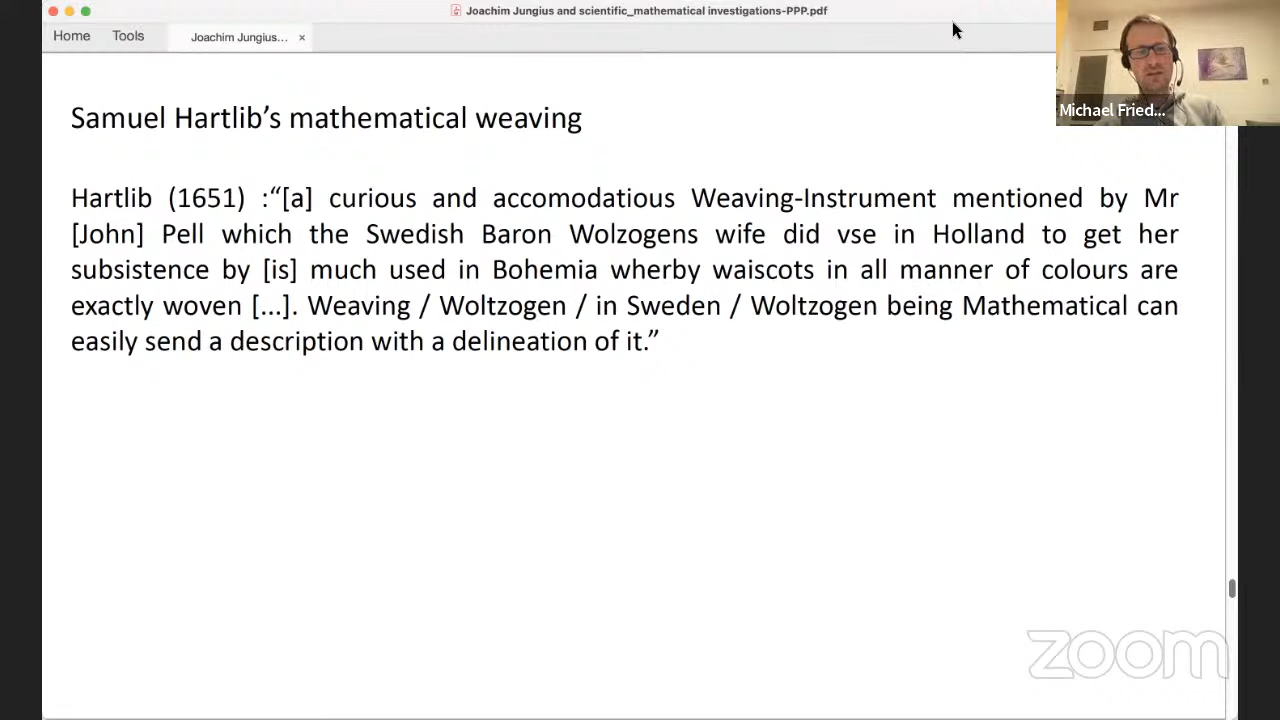 Joachim Jungius and scientific_mathematical investigations-PPP.pdf
Home Tools Joachim Jungius... ×
Michael Fried...
Samuel Hartlib’s mathematical weaving
Hartlib (1651) :“[a] curious and accomodatious Weaving-Instrument mentioned by Mr
[John] Pell which the Swedish Baron Wolzogens wife did vse in Holland to get her
subsistence by [is] much used in Bohemia wherby waiscots in all manner of colours are
exactly woven [...]. Weaving / Woltzogen / in Sweden / Woltzogen being Mathematical can
easily send a description with a delineation of it.”
zoom